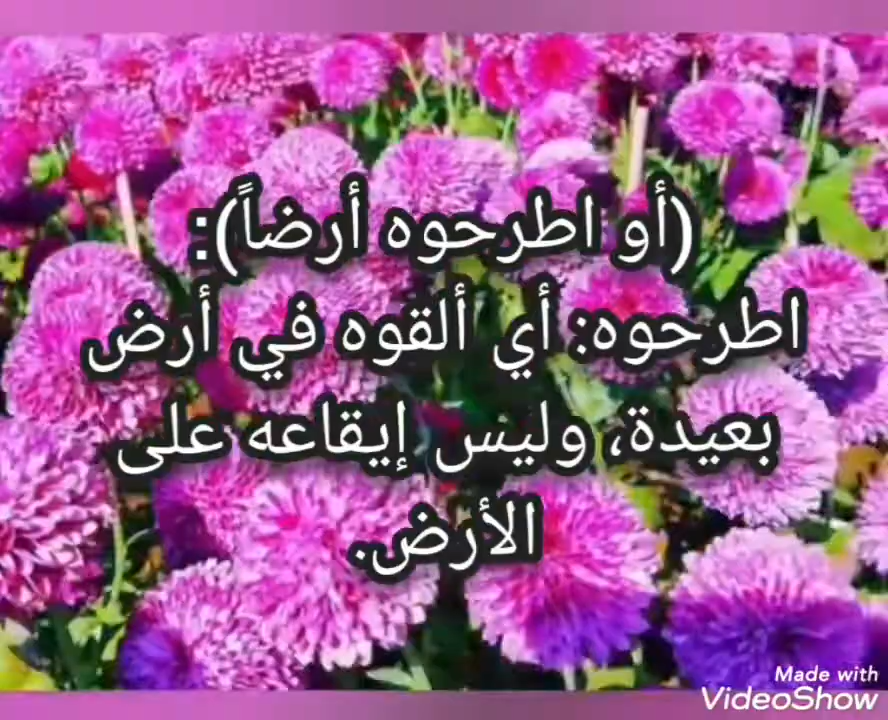 (أو اطرحوه أرضاً):
اطرحوه: أي ألقوه في أرض
بعيدة، وليس إيقاعه على
الأرض.
Made with
VideoShow